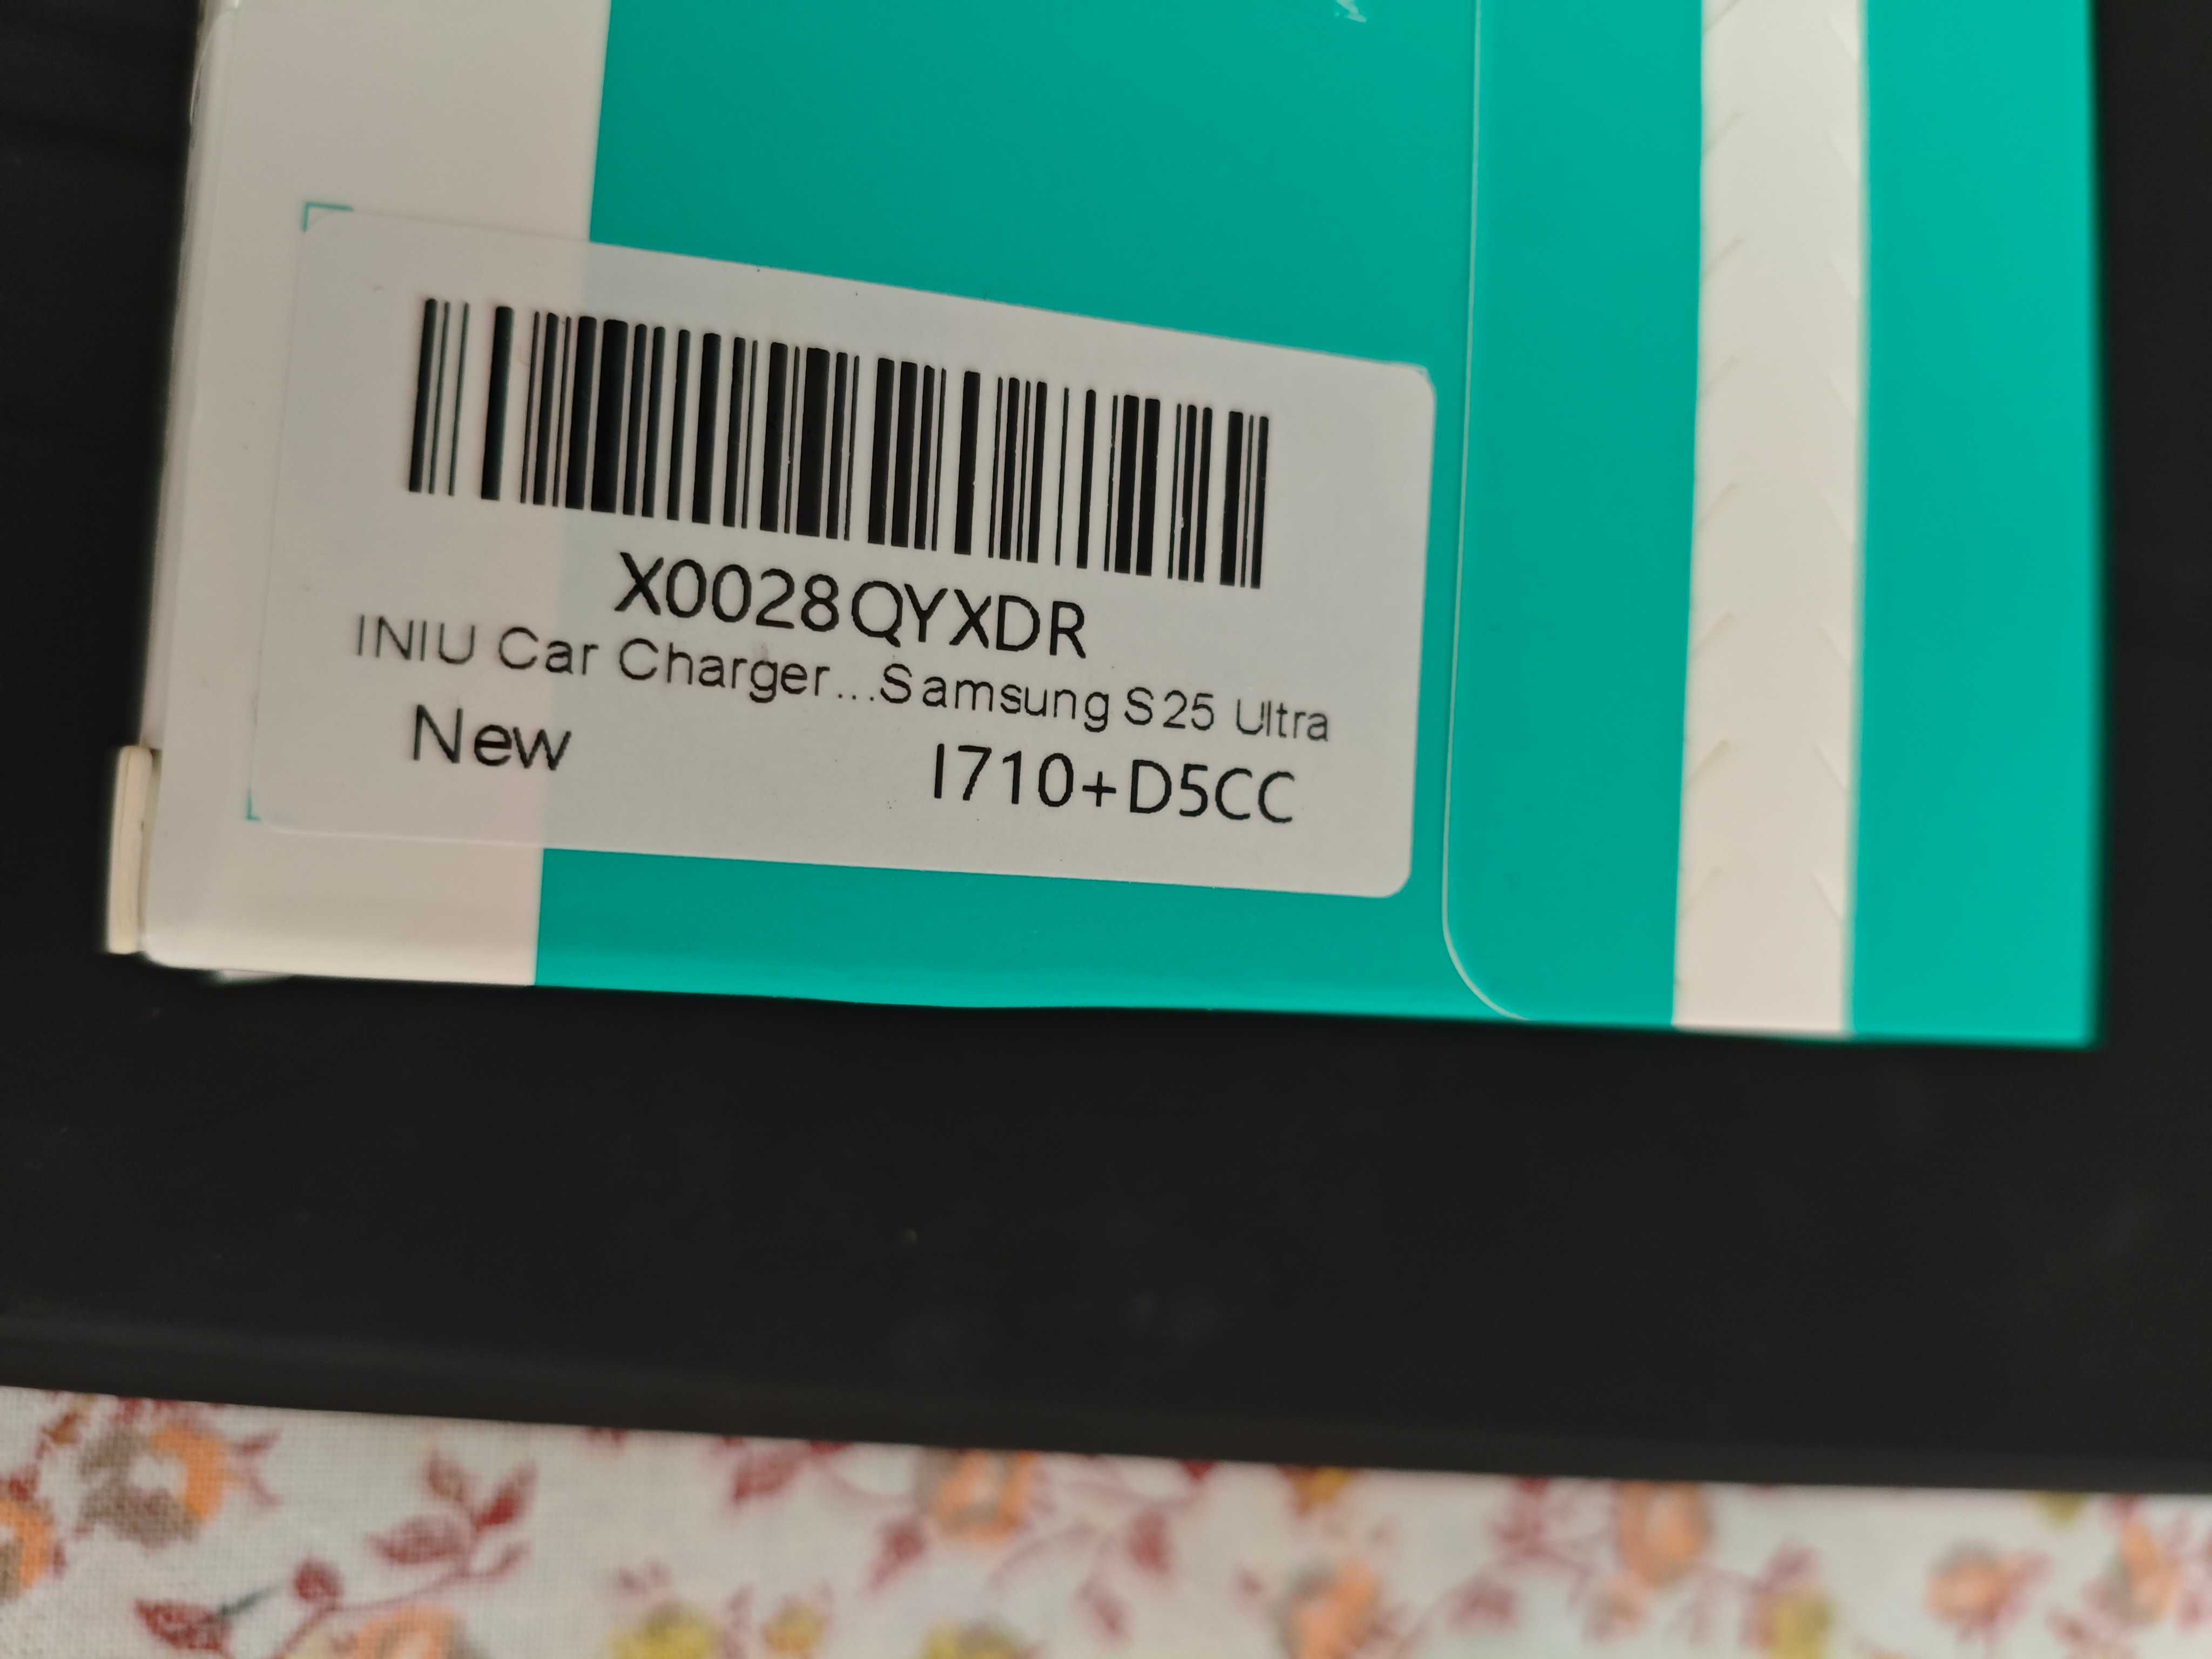 X0028QYXDR
INIU Car Charger...Samsung S25 Ultra
New I710+D5CC